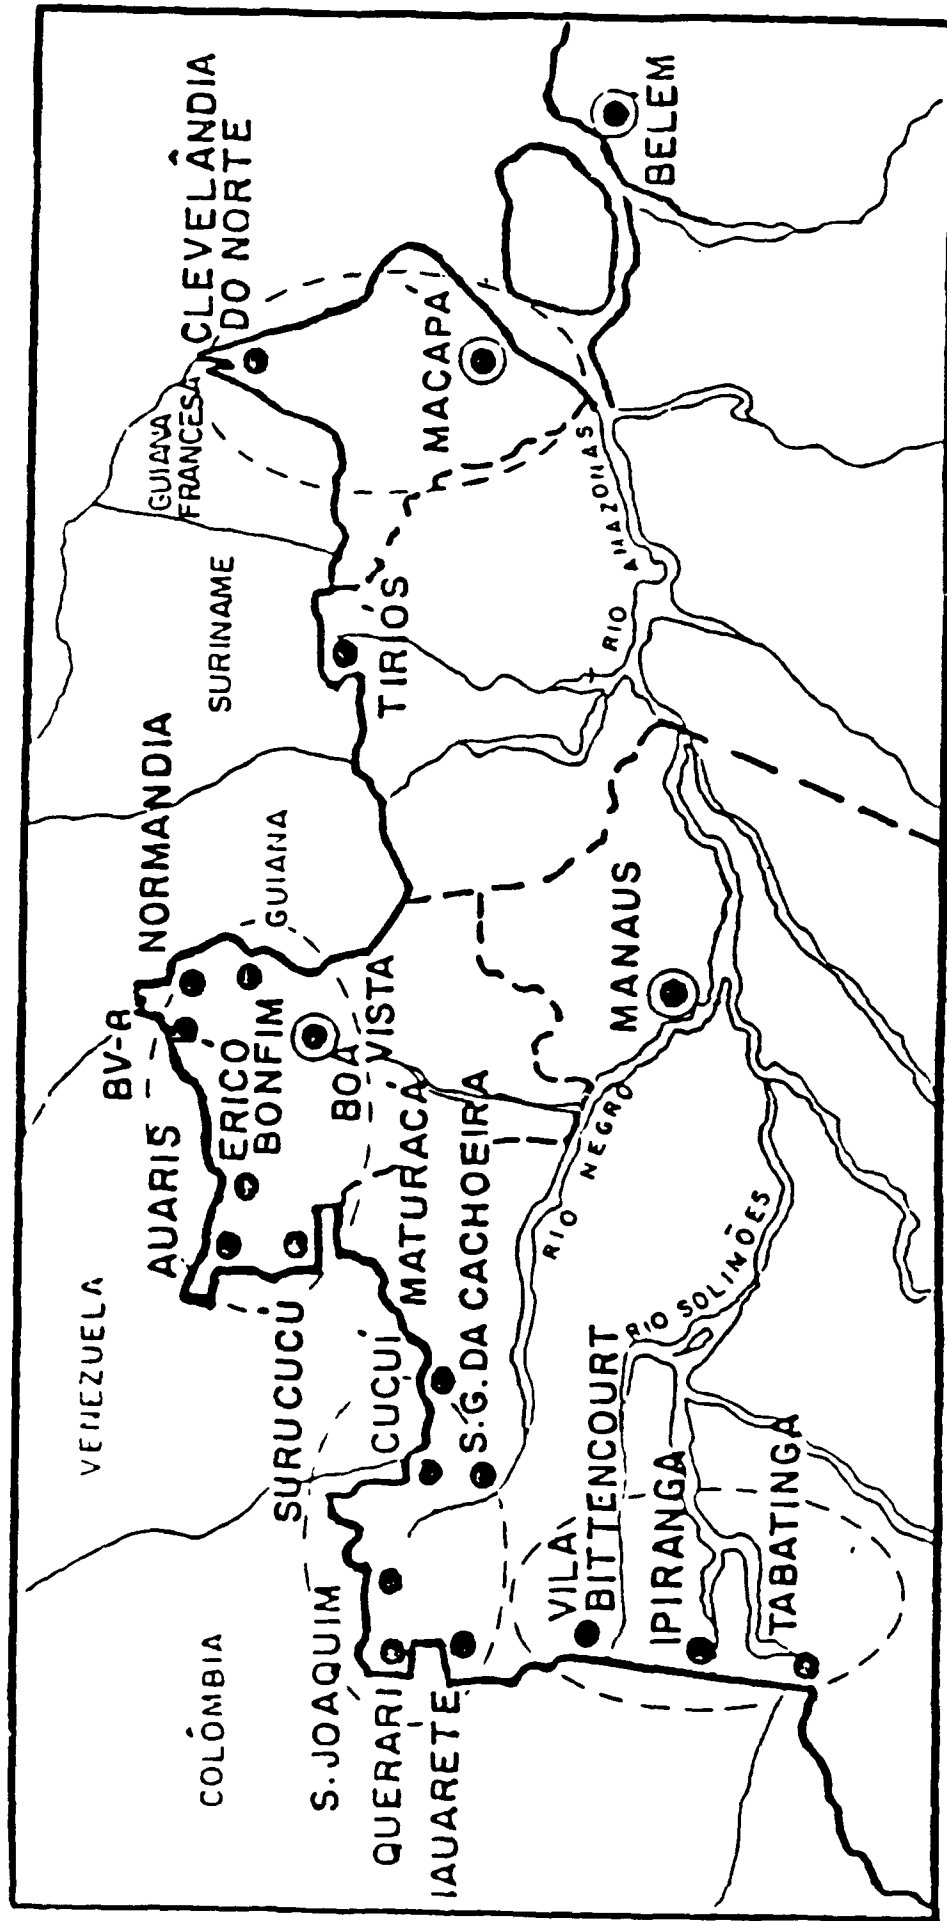 VENEZUELA
COLÔMBIA
GUIANA
SURINAME
GUIANA
FRANCESA
CLEVELÂNDIA
DO NORTE
NORMANDIA
BV-8
AUARIS
ERICO
BONFIM
BOA
VISTA
SURUCUCU
MATURACÁ
CUCUÍ
S.G. DA CACHOEIRA
S. JOAQUIM
QUERARI
IAUARETE
VILA
BITTENCOURT
IPIRANGA
TABATINGA
TIRIÓS
MACAPA
BELEM
MANAUS
RIO NEGRO
RIO SOLIMÕES
RIO AMAZONAS